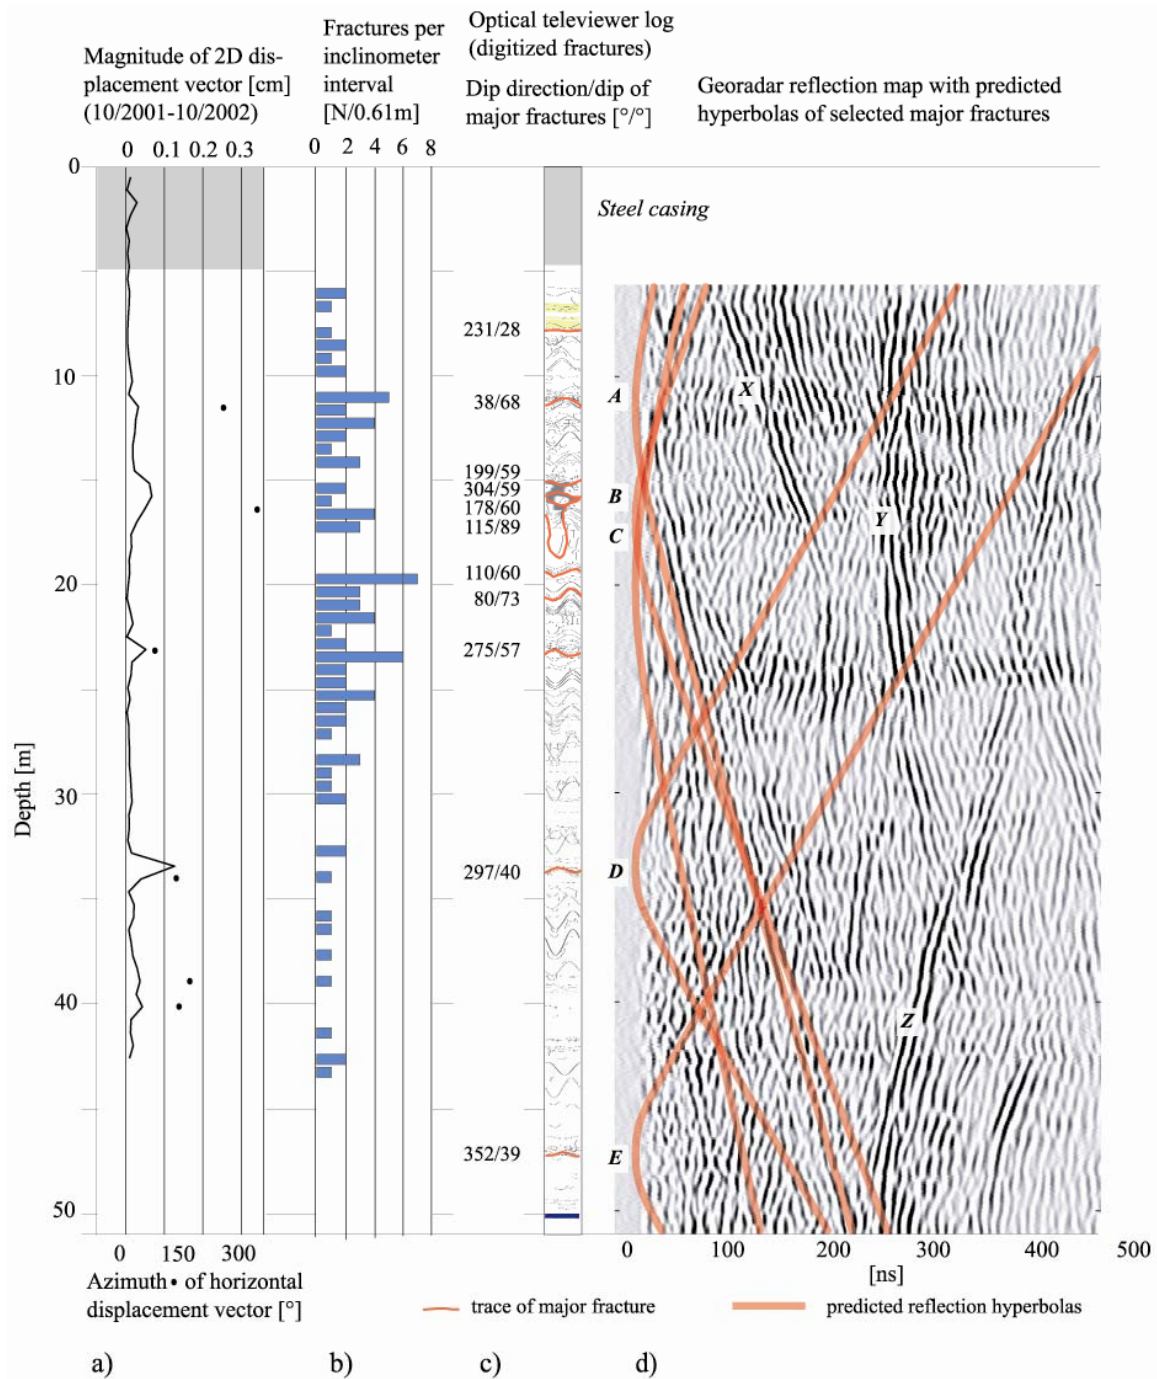 Magnitude of 2D dis-
placement vector [cm]
(10/2001-10/2002)
0 0.1 0.2 0.3
Fractures per
inclinometer
interval
[N/0.61m]
0 2 4 6 8
Optical televiewer log
(digitized fractures)
Dip direction/dip of
major fractures [°/°]
Georadar reflection map with predicted
hyperbolas of selected major fractures
Depth [m]
0
10
20
30
40
50
Steel casing
231/28
38/68
199/59
304/59
178/60
115/89
110/60
80/73
275/57
297/40
352/39
A
B
C
D
E
X
Y
Z
0 150 300
Azimuth • of horizontal
displacement vector [°]
0 100 200 300 400 500
[ns]
trace of major fracture
predicted reflection hyperbolas
a)
b)
c)
d)